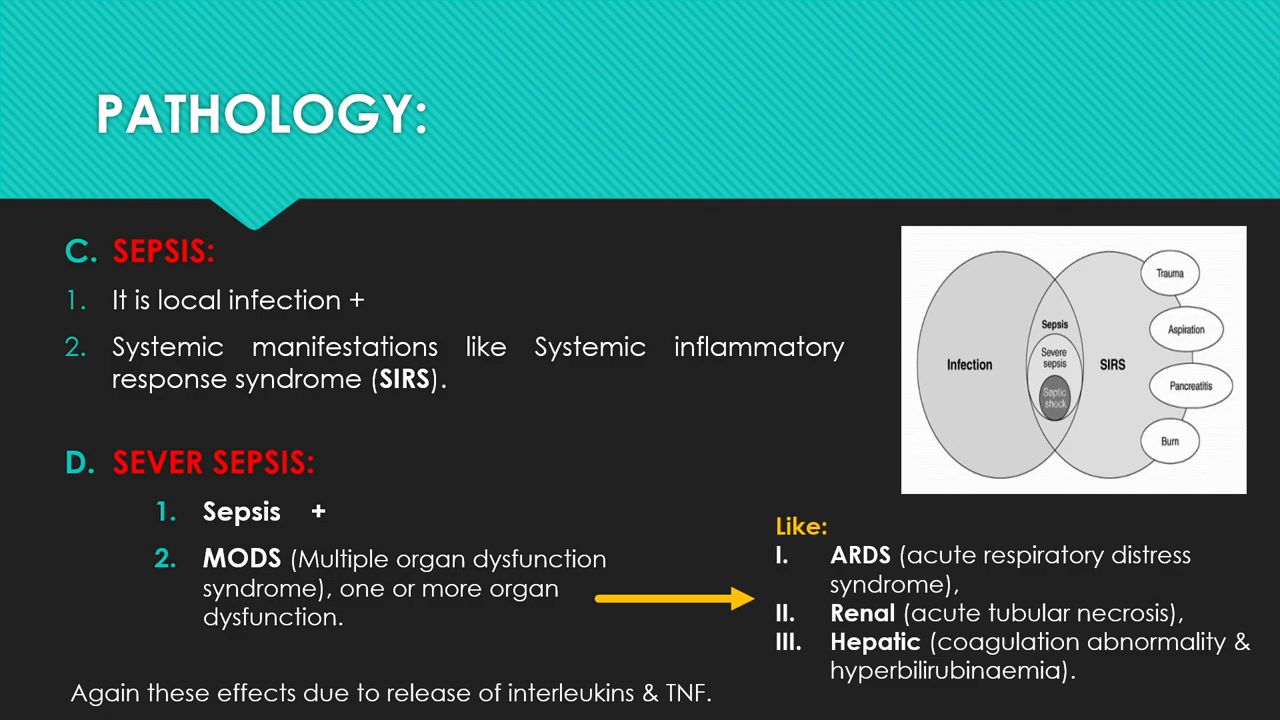 PATHOLOGY:
C. SEPSIS:
1. It is local infection +
2. Systemic manifestations like Systemic inflammatory
response syndrome (SIRS).
D. SEVER SEPSIS:
1. Sepsis +
2. MODS (Multiple organ dysfunction
syndrome), one or more organ
dysfunction.
Again these effects due to release of interleukins & TNF.
Infection
Sepsis
Severe
sepsis
Septic
shock
SIRS
Trauma
Aspiration
Pancreatitis
Burn
Like:
I. ARDS (acute respiratory distress
syndrome),
II. Renal (acute tubular necrosis),
III. Hepatic (coagulation abnormality &
hyperbilirubinaemia).